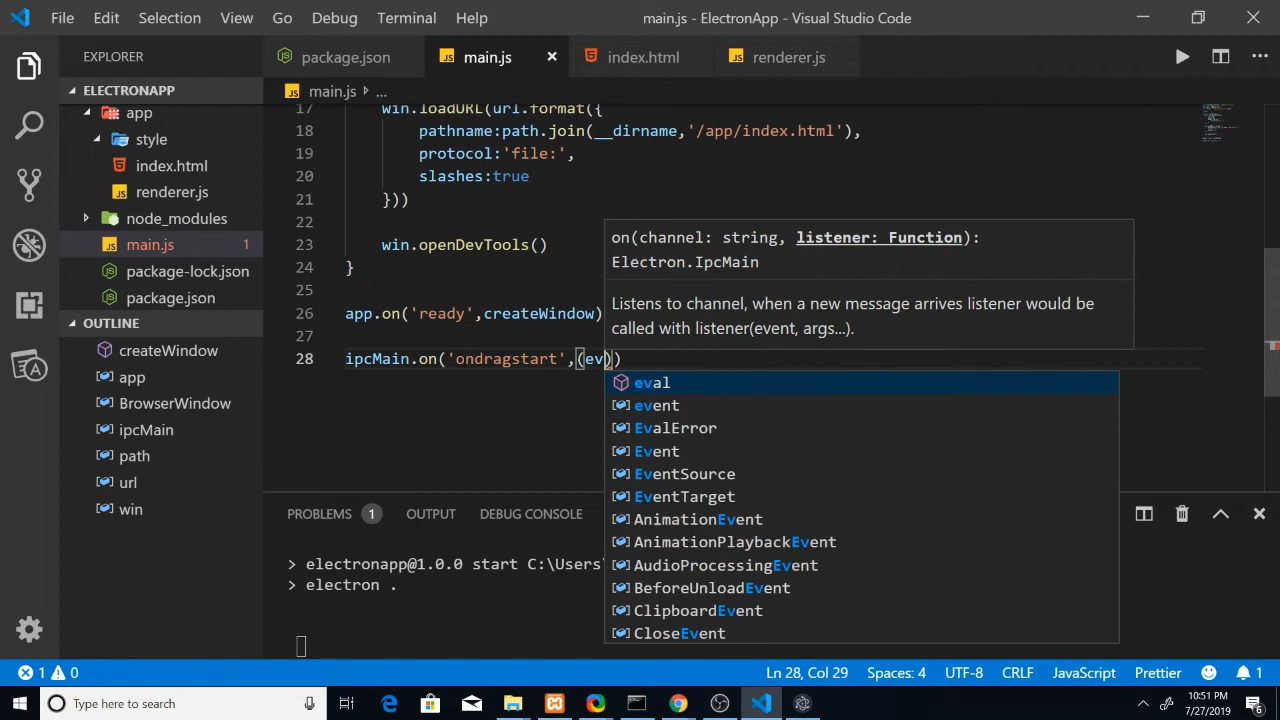 File Edit Selection View Go Debug Terminal Help main.js - ElectronApp - Visual Studio Code
EXPLORER
package.json main.js index.html renderer.js
ELECTRONAPP
app
style
index.html
renderer.js
node_modules
main.js 1
package-lock.json
package.json
OUTLINE
createWindow
app
BrowserWindow
ipcMain
path
url
win
main.js ...
17 win.loadURL(url.format({
18 pathname:path.join(__dirname,'/app/index.html'),
19 protocol:'file:',
20 slashes:true
21 }))
22
23 win.openDevTools()
24 }
25
26 app.on('ready',createWindow)
27
28 ipcMain.on('ondragstart',(ev))
on(channel: string, listener: Function):
Electron.IpcMain
Listens to channel, when a new message arrives listener would be
called with listener(event, args...).
eval
event
EvalError
Event
EventSource
EventTarget
AnimationEvent
AnimationPlaybackEvent
AudioProcessingEvent
BeforeUnloadEvent
ClipboardEvent
CloseEvent
PROBLEMS 1 OUTPUT DEBUG CONSOLE
> electronapp@1.0.0 start C:\Users\
> electron .
1 0 Ln 28, Col 29 Spaces: 4 UTF-8 CRLF JavaScript Prettier 1
Type here to search
10:51 PM
7/27/2019
6